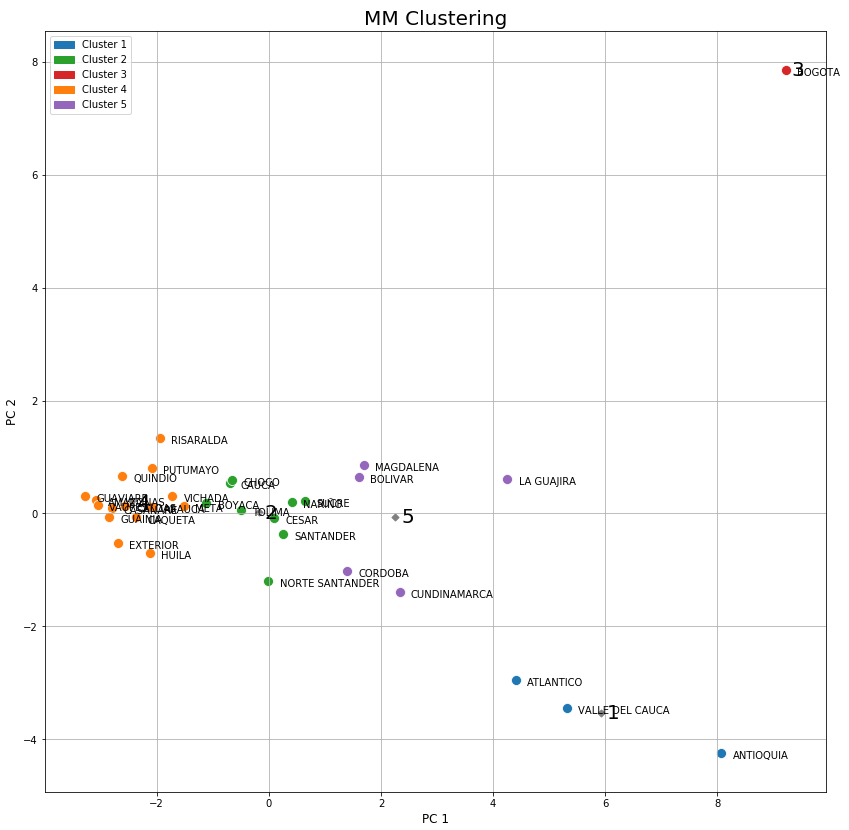 MM Clustering
Cluster 1
Cluster 2
Cluster 3
Cluster 4
Cluster 5
8
6
4
2
0
−2
−4
PC 2
3
BOGOTA
RISARALDA
PUTUMAYO
QUINDIO
MAGDALENA
BOLIVAR
LA GUAJIRA
CHOCO
CAUCA
GUAVIARE
VICHADA
4
META
BOYACA
SUCRE
NARIÑO
TOLIMA
2
CESAR
5
GUAINIA
CAQUETA
SANTANDER
EXTERIOR
HUILA
NORTE SANTANDER
CORDOBA
CUNDINAMARCA
ATLANTICO
VALLE DEL CAUCA
1
ANTIOQUIA
−2
0
2
4
6
8
PC 1